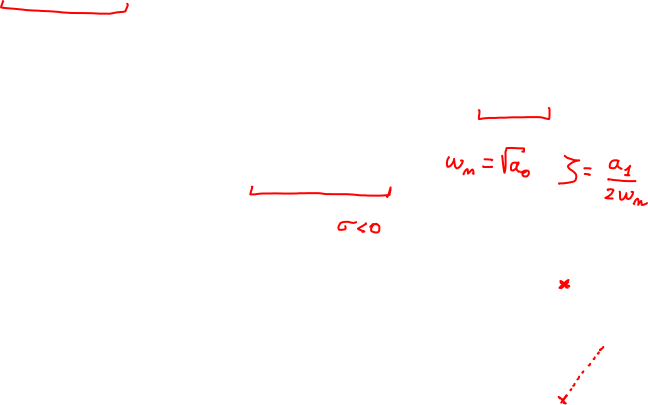 ωₙ = √a₀ ζ = a₁ / 2ωₙ
σ<0